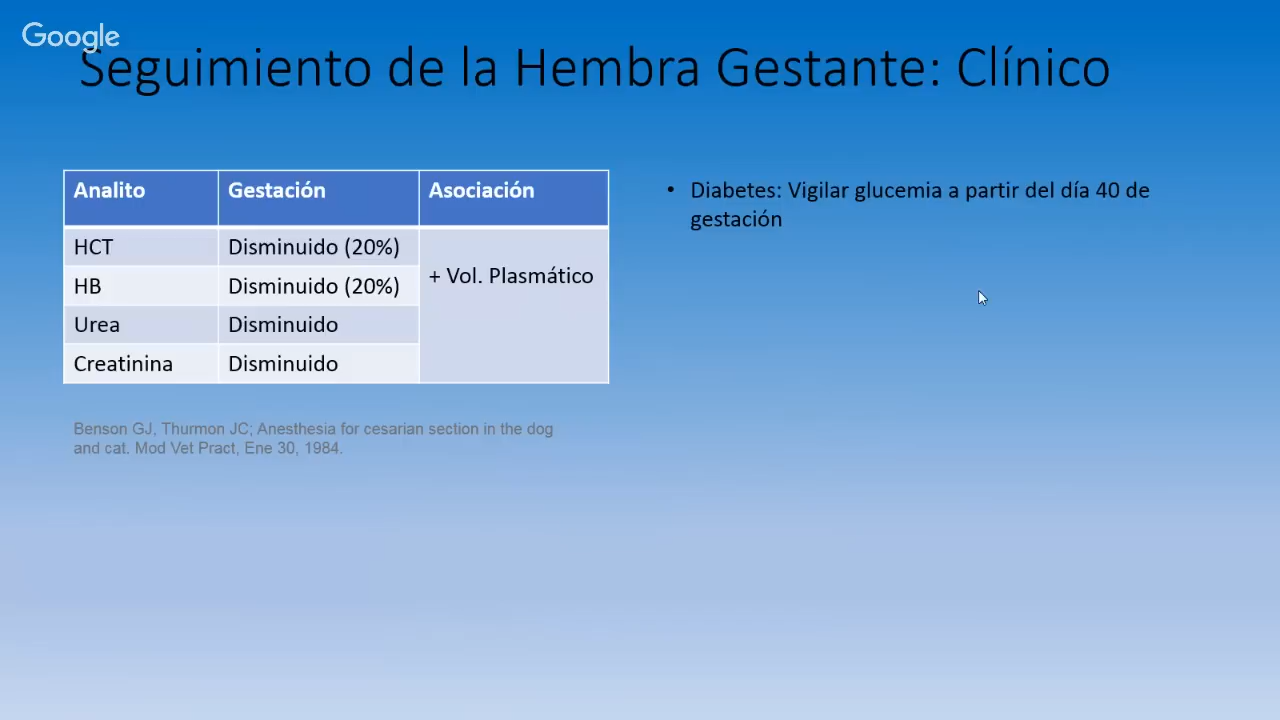 Google
Seguimiento de la Hembra Gestante: Clínico
Analito Gestación Asociación
HCT Disminuido (20%)
HB Disminuido (20%)
+ Vol. Plasmático
Urea Disminuido
Creatinina Disminuido
Benson GJ, Thurmon JC; Anesthesia for cesarian section in the dog
and cat. Mod Vet Pract, Ene 30, 1984.
• Diabetes: Vigilar glucemia a partir del día 40 de
gestación